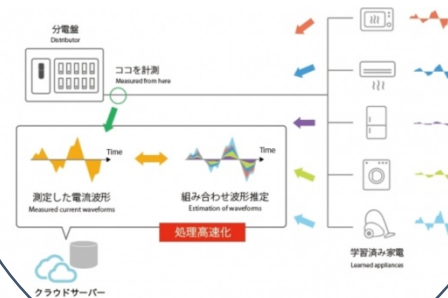 分電盤
Distributor
ココを計測
Measured from here
Time
Time
測定した電流波形
Measured current waveforms
組み合わせ波形推定
Estimation of waveforms
処理高速化
学習済み家電
Learned appliances
クラウドサーバー